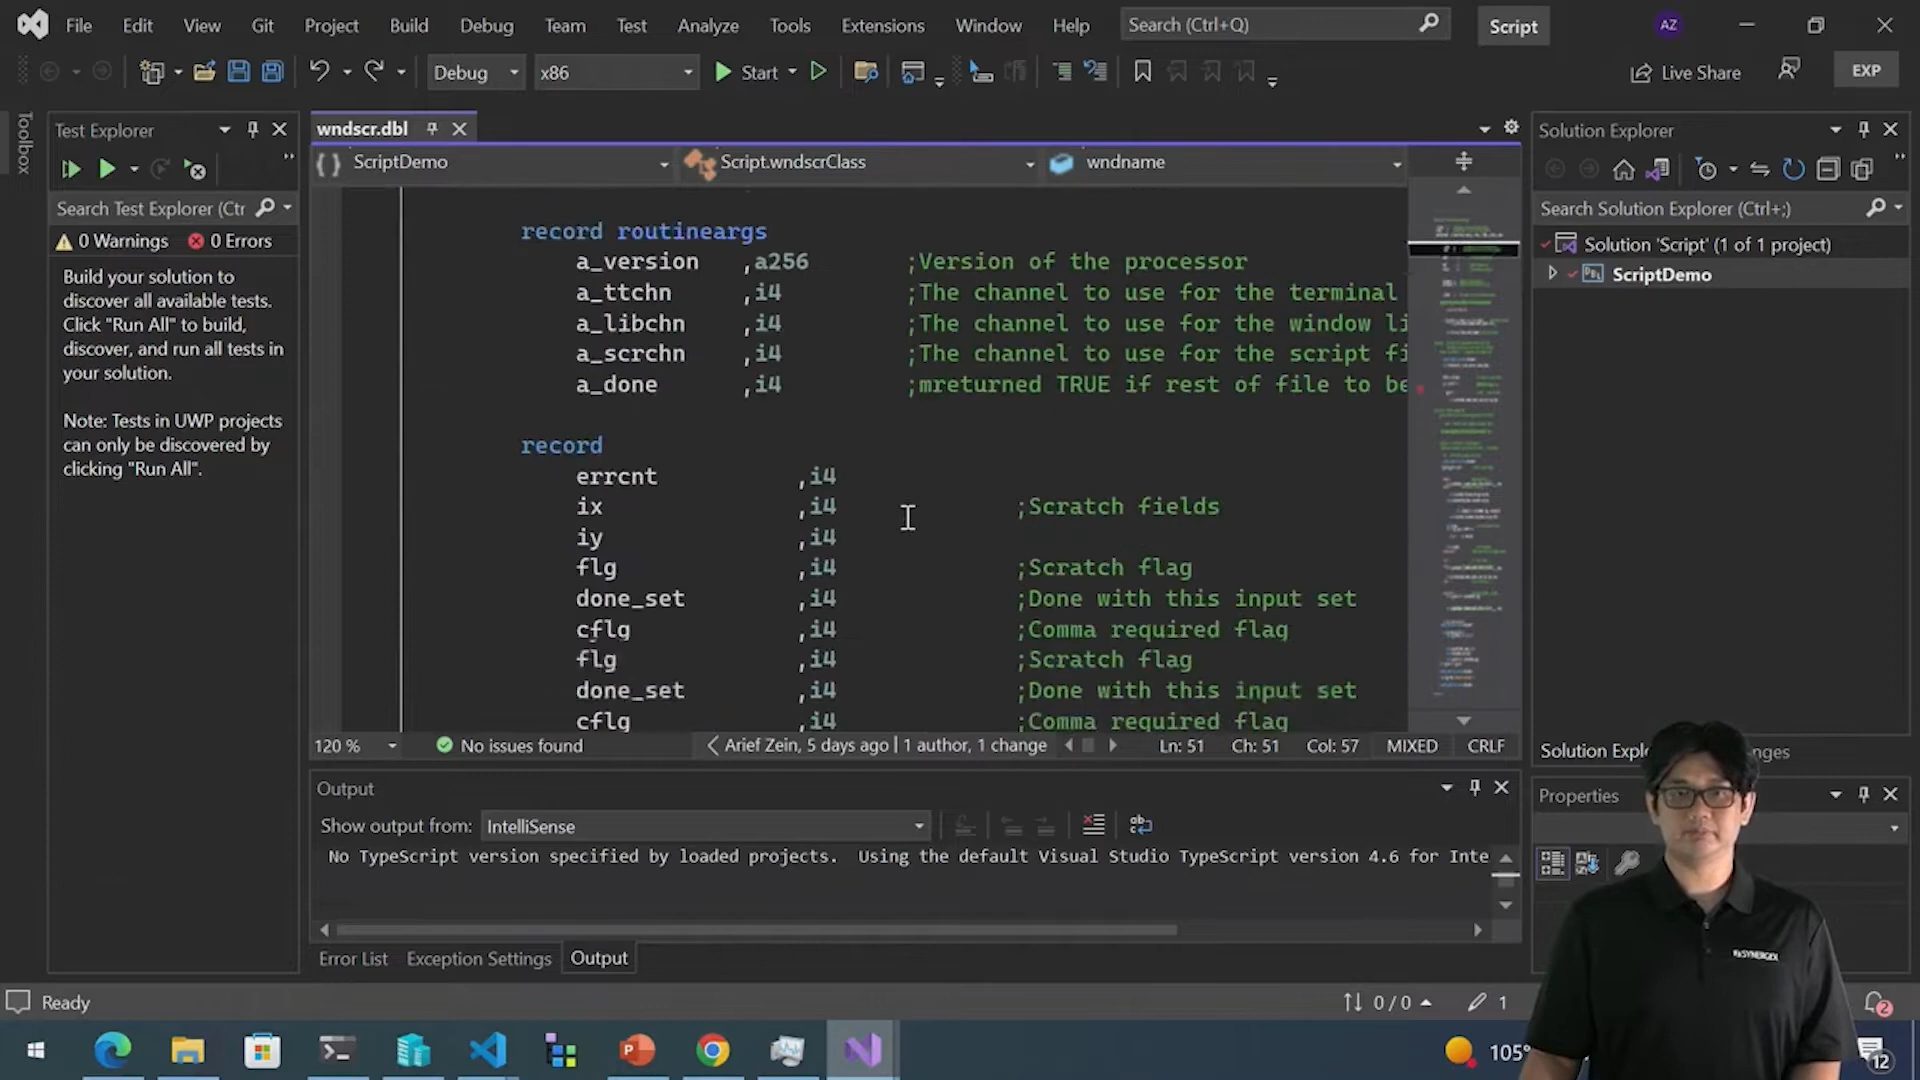 File Edit View Git Project Build Debug Team Test Analyze Tools Extensions Window Help Search (Ctrl+Q) Script AZ
Debug x86 Start Live Share EXP
Toolbox
Test Explorer
Search Test Explorer (Ctr
0 Warnings 0 Errors
Build your solution to
discover all available tests.
Click "Run All" to build,
discover, and run all tests in
your solution.
Note: Tests in UWP projects
can only be discovered by
clicking "Run All".
wndscr.dbl
ScriptDemo Script.wndscrClass wndname
record routineargs
a_version ,a256 ;Version of the processor
a_ttchn ,i4 ;The channel to use for the terminal
a_libchn ,i4 ;The channel to use for the window li
a_scrchn ,i4 ;The channel to use for the script fi
a_done ,i4 ;mreturned TRUE if rest of file to be
record
errcnt ,i4
ix ,i4 ;Scratch fields
iy ,i4
flg ,i4 ;Scratch flag
done_set ,i4 ;Done with this input set
cflg ,i4 ;Comma required flag
flg ,i4 ;Scratch flag
done_set ,i4 ;Done with this input set
cflg ,i4 ;Comma required flag
120 % No issues found Arief Zein, 5 days ago | 1 author, 1 change Ln: 51 Ch: 51 Col: 57 MIXED CRLF
Output
Show output from: IntelliSense
No TypeScript version specified by loaded projects. Using the default Visual Studio TypeScript version 4.6 for Inte
Error List Exception Settings Output
Solution Explorer
Search Solution Explorer (Ctrl+;)
Solution 'Script' (1 of 1 project)
ScriptDemo
Solution Explo nges
Properties
SYNERGEX
Ready 0 / 0 1 2
105° 12